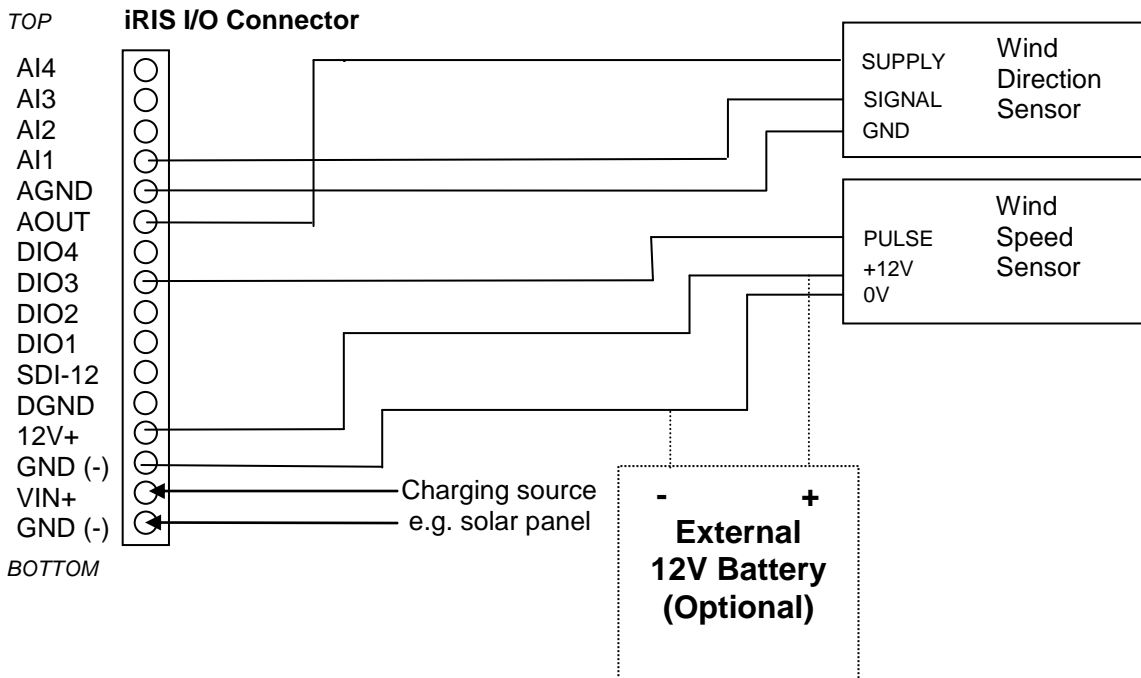 TOP
iRIS I/O Connector
AI4
AI3
AI2
AI1
AGND
AOUT
DIO4
DIO3
DIO2
DIO1
SDI-12
DGND
12V+
GND (-)
VIN+
GND (-)
BOTTOM
Charging source
e.g. solar panel
SUPPLY
SIGNAL
GND
Wind
Direction
Sensor
PULSE
+12V
0V
Wind
Speed
Sensor
- +
External
12V Battery
(Optional)